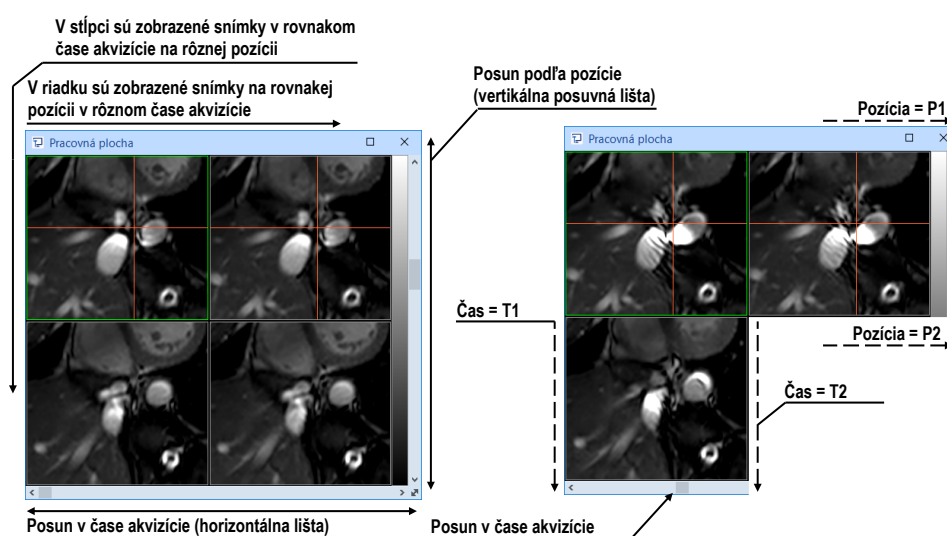 V stĺpci sú zobrazené snímky v rovnakom
čase akvizície na rôznej pozícii
V riadku sú zobrazené snímky na rovnakej
pozícii v rôznom čase akvizície
Posun podľa pozície
(vertikálna posuvná lišta)
Pozícia = P1
Pracovná plocha
Pracovná plocha
Čas = T1
Pozícia = P2
Čas = T2
Posun v čase akvizície (horizontálna lišta)
Posun v čase akvizície